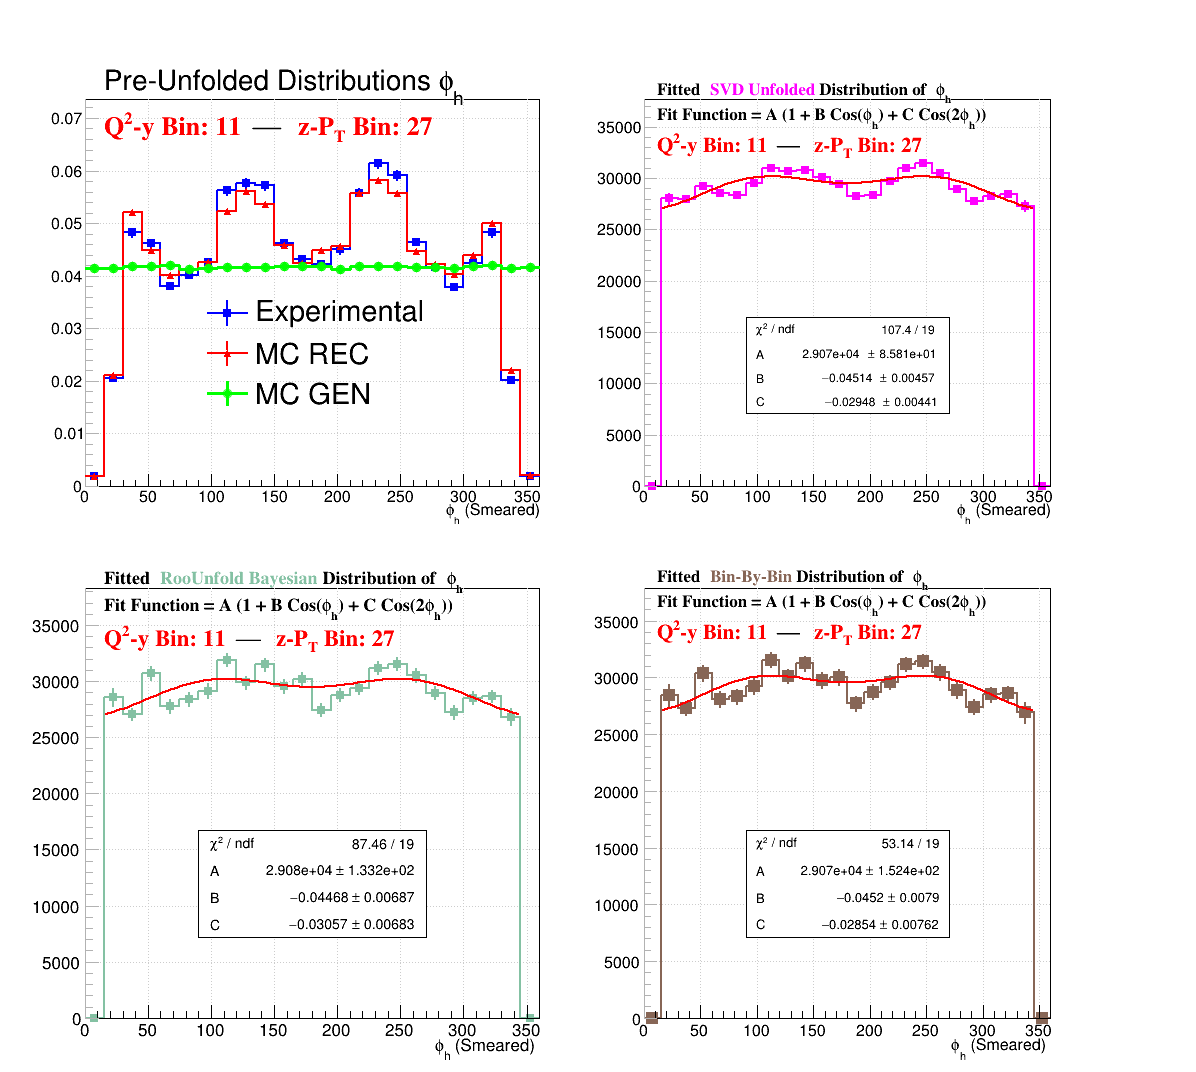 Pre-Unfolded Distributions ϕh
Q²-y Bin: 11 — z-PT Bin: 27
0.07
0.06
0.05
0.04
0.03
0.02
0.01
0
Experimental
MC REC
MC GEN
0 50 100 150 200 250 300 350
ϕh (Smeared)
Fitted SVD Unfolded Distribution of ϕh
Fit Function = A (1 + B Cos(ϕh) + C Cos(2ϕh))
Q²-y Bin: 11 — z-PT Bin: 27
35000
30000
25000
20000
15000
10000
5000
0
χ² / ndf 107.4 / 19
A 2.907e+04 ± 8.581e+01
B −0.04514 ± 0.00457
C −0.02948 ± 0.00441
0 50 100 150 200 250 300 350
ϕh (Smeared)
Fitted RooUnfold Bayesian Distribution of ϕh
Fit Function = A (1 + B Cos(ϕh) + C Cos(2ϕh))
Q²-y Bin: 11 — z-PT Bin: 27
35000
30000
25000
20000
15000
10000
5000
0
χ² / ndf 87.46 / 19
A 2.908e+04 ± 1.332e+02
B −0.04468 ± 0.00687
C −0.03057 ± 0.00683
0 50 100 150 200 250 300 350
ϕh (Smeared)
Fitted Bin-By-Bin Distribution of ϕh
Fit Function = A (1 + B Cos(ϕh) + C Cos(2ϕh))
Q²-y Bin: 11 — z-PT Bin: 27
35000
30000
25000
20000
15000
10000
5000
0
χ² / ndf 53.14 / 19
A 2.907e+04 ± 1.524e+02
B −0.0452 ± 0.0079
C −0.02854 ± 0.00762
0 50 100 150 200 250 300 350
ϕh (Smeared)